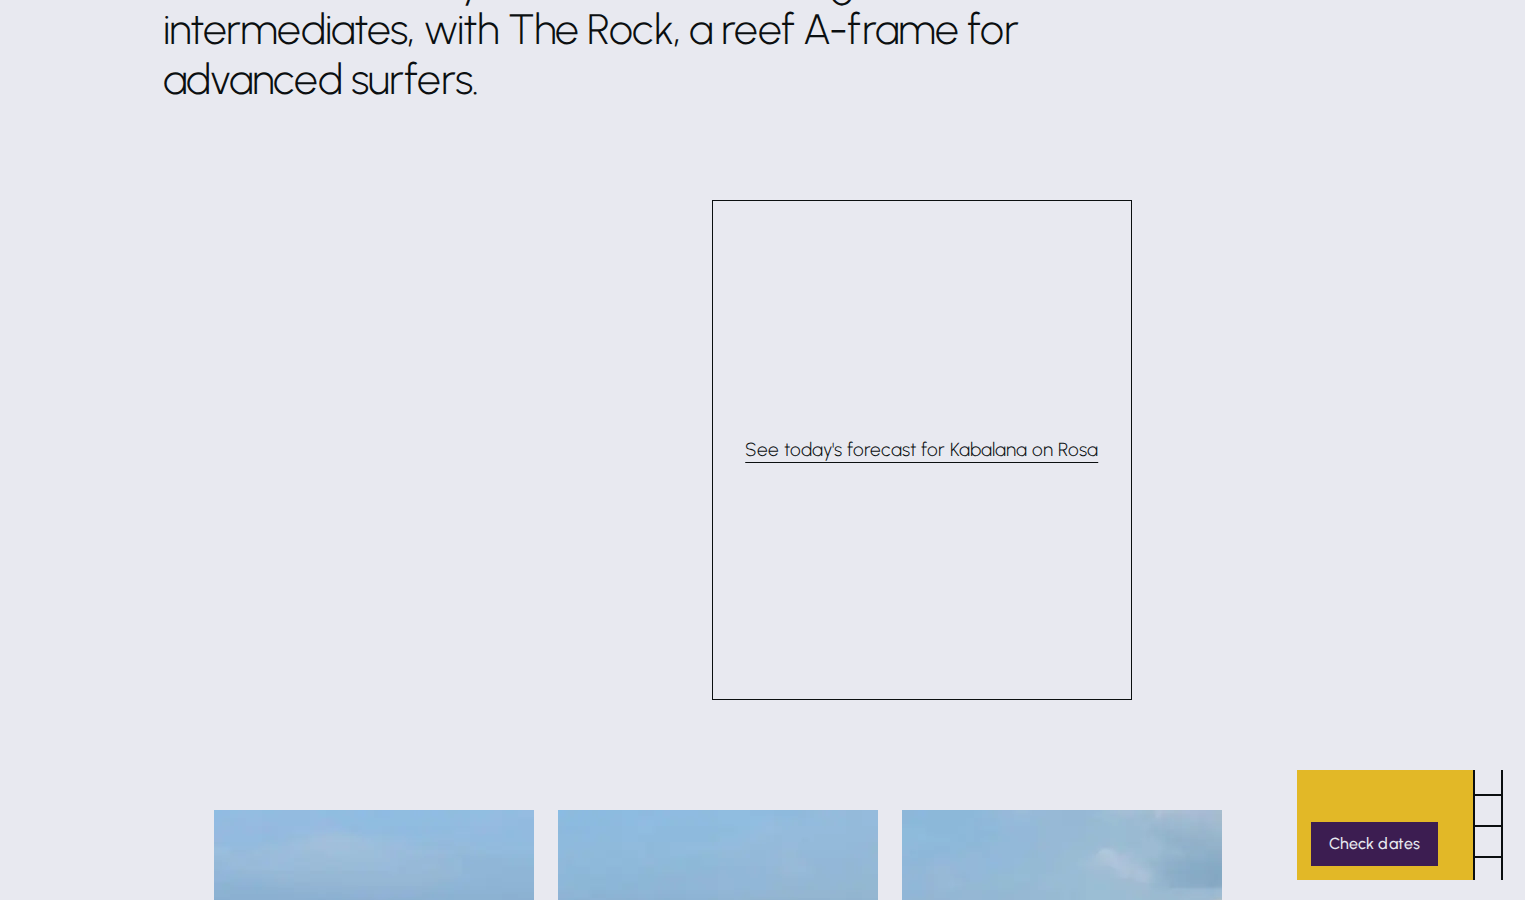 intermediates, with The Rock, a reef A-frame for
advanced surfers.
See today's forecast for Kabalana on Rosa
Check dates